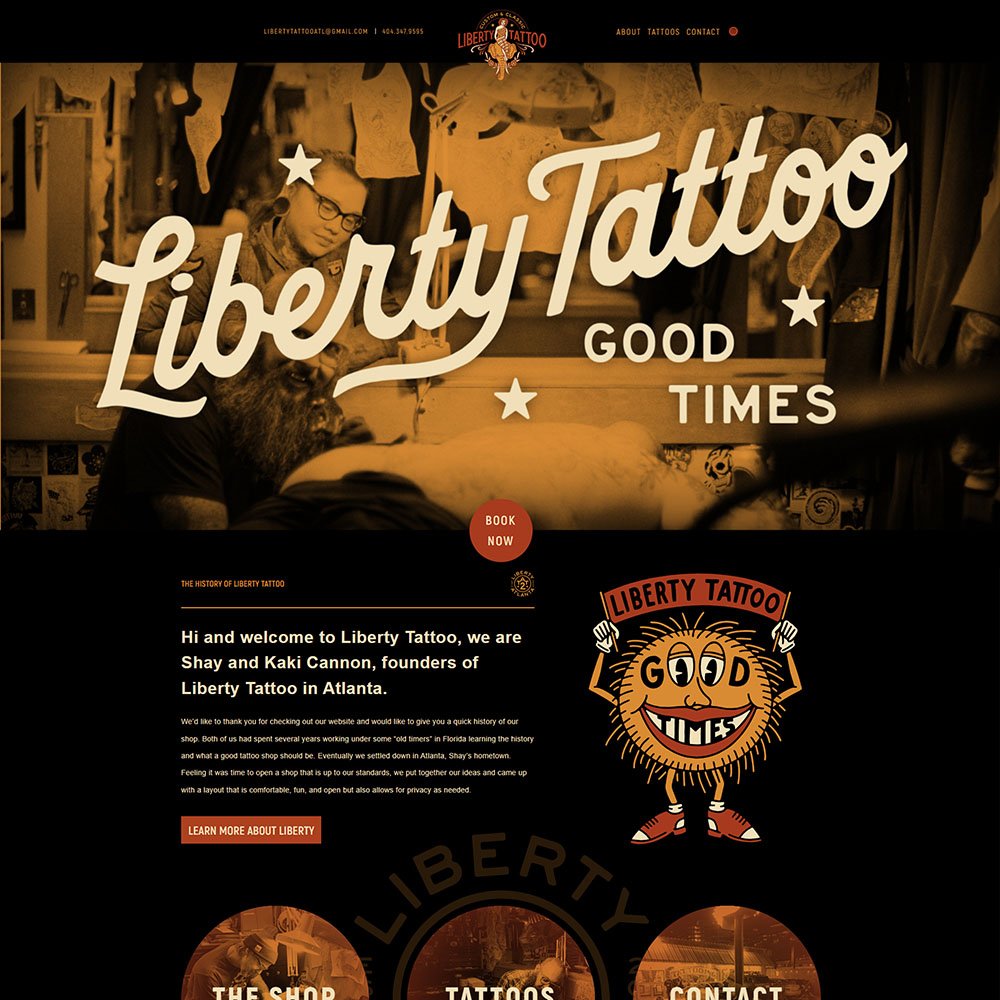 LIBERTYTATTOOATL@GMAIL.COM | 404.347.9595
CUSTOM & CLASSIC
LIBERTY TATTOO
ABOUT TATTOOS CONTACT
Liberty Tattoo
GOOD
TIMES
BOOK
NOW
THE HISTORY OF LIBERTY TATTOO
LIBERTY
ATLANTA
Hi and welcome to Liberty Tattoo, we are
Shay and Kaki Cannon, founders of
Liberty Tattoo in Atlanta.
We'd like to thank you for checking out our website and would like to give you a quick history of our
shop. Both of us had spent several years working under some "old timers" in Florida learning the history
and what a good tattoo shop should be. Eventually we settled down in Atlanta, Shay's hometown.
Feeling it was time to open a shop that is up to our standards, we put together our ideas and came up
with a layout that is comfortable, fun, and open but also allows for privacy as needed.
LEARN MORE ABOUT LIBERTY
LIBERTY TATTOO
GOOD
TIMES
LIBERTY
THE SHOP
TATTOOS
CONTACT